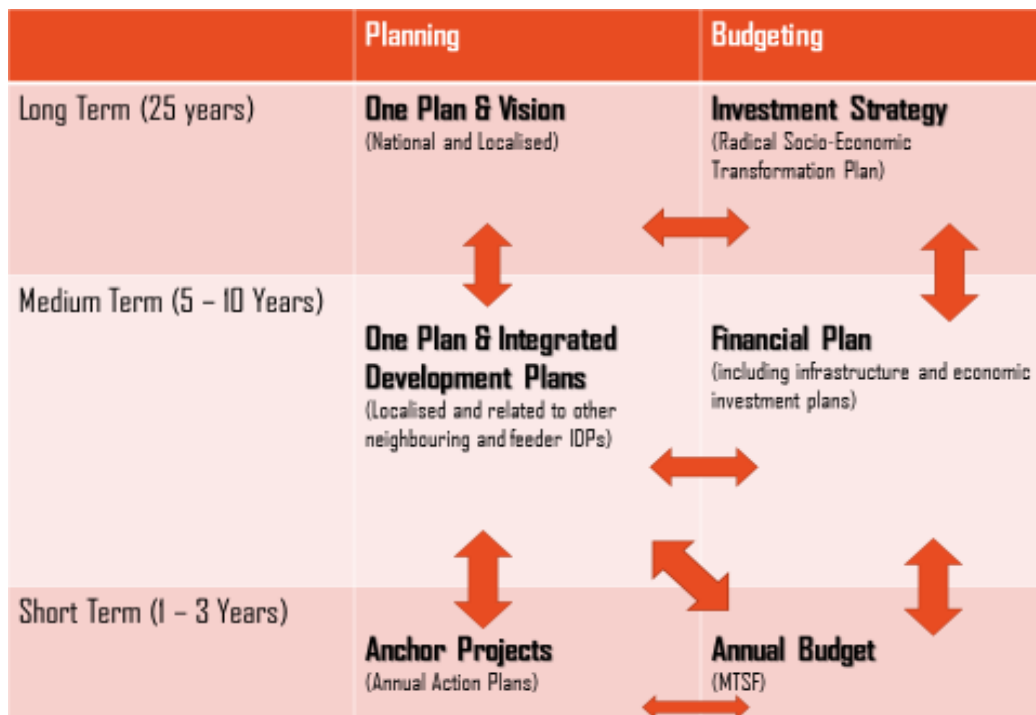 Planning
Budgeting
Long Term (25 years)
One Plan & Vision
(National and Localised)
Investment Strategy
(Radical Socio-Economic
Transformation Plan)
Medium Term (5 – 10 Years)
One Plan & Integrated
Development Plans
(Localised and related to other
neighbouring and feeder IDPs)
Financial Plan
(including infrastructure and economic
investment plans)
Short Term (1 – 3 Years)
Anchor Projects
(Annual Action Plans)
Annual Budget
(MTSF)